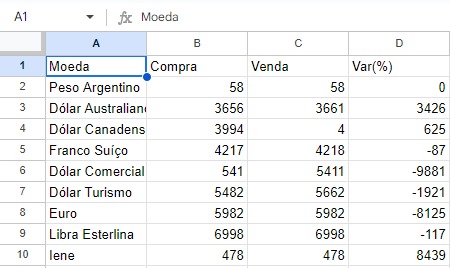 A1 fx Moeda
A B C D
1 Moeda Compra Venda Var(%)
2 Peso Argentino 58 58 0
3 Dólar Australiano 3656 3661 3426
4 Dólar Canadens 3994 4 625
5 Franco Suíço 4217 4218 -87
6 Dólar Comercial 541 5411 -9881
7 Dólar Turismo 5482 5662 -1921
8 Euro 5982 5982 -8125
9 Libra Esterlina 6998 6998 -117
10 Iene 478 478 8439